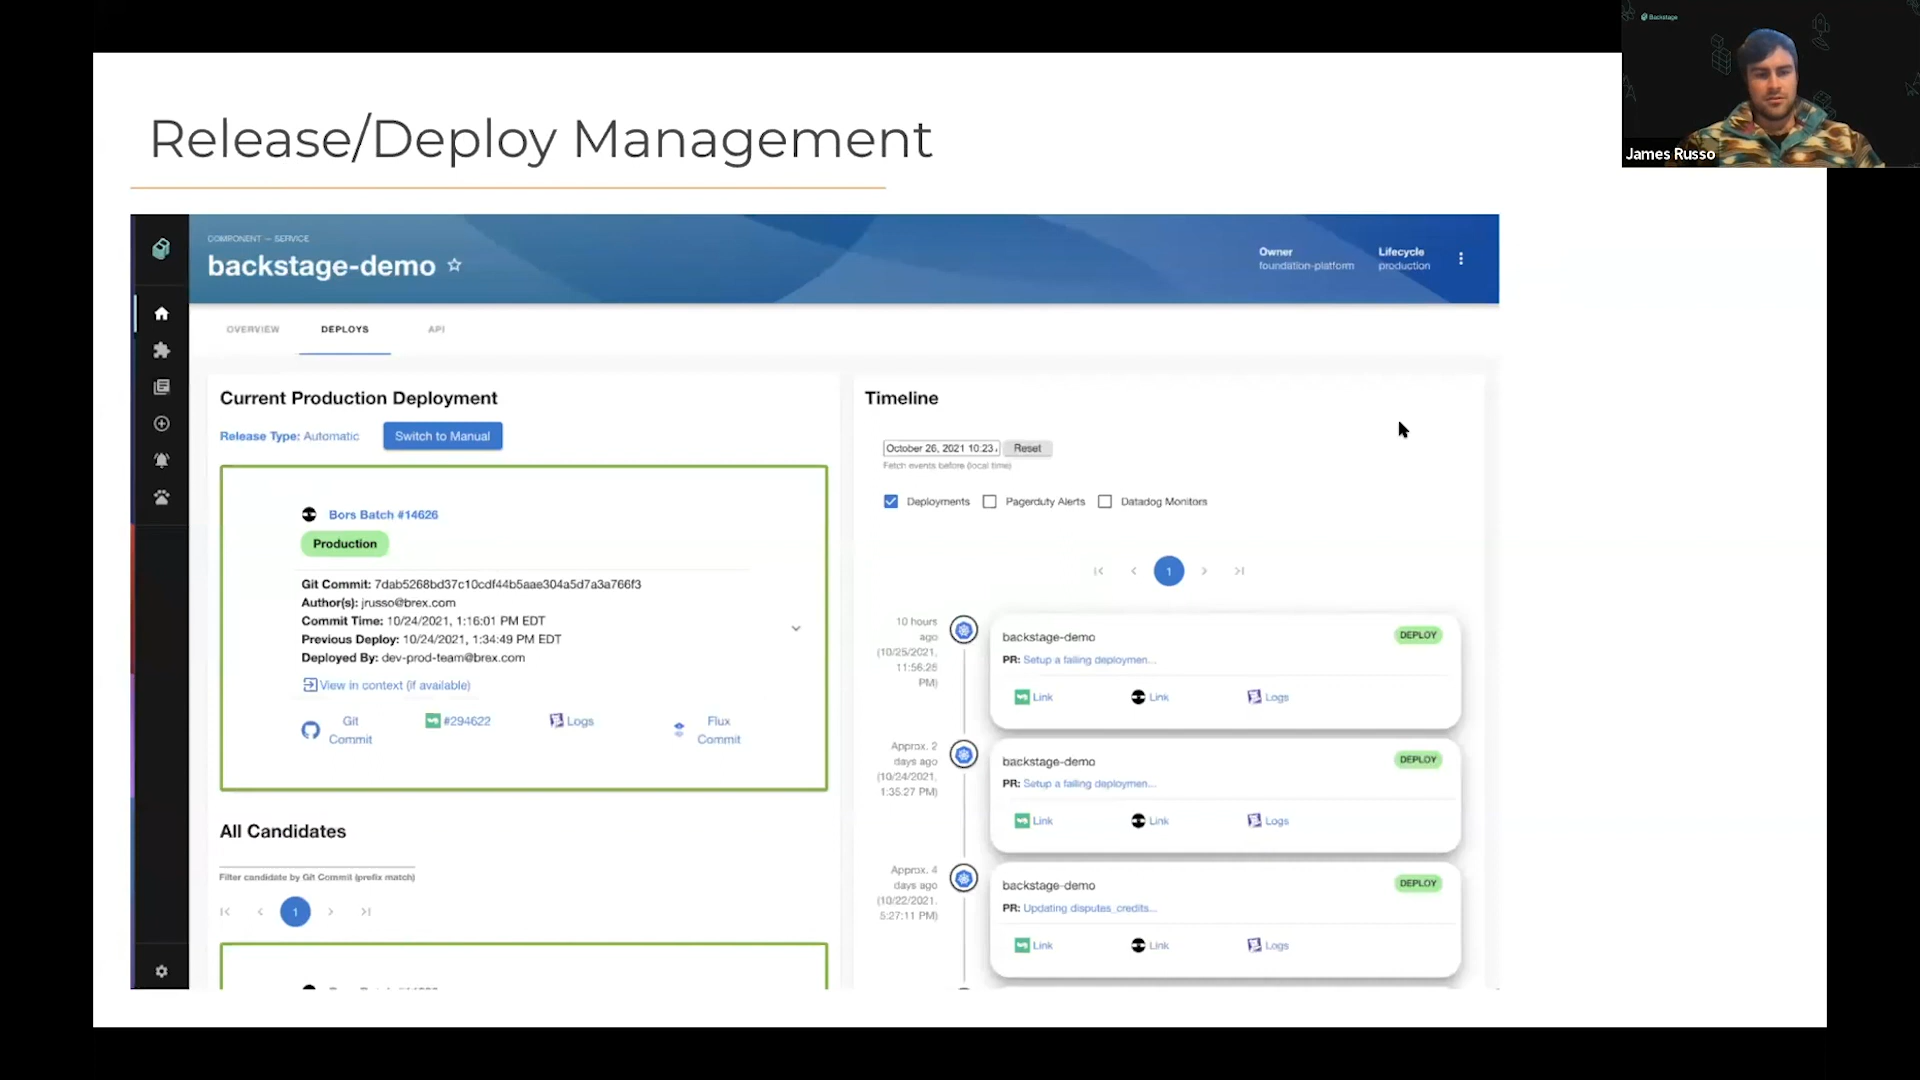 Backstage
James Russo
Release/Deploy Management
COMPONENT — SERVICE
backstage-demo
Owner
foundation-platform
Lifecycle
production
OVERVIEW
DEPLOYS
API
Current Production Deployment
Release Type: Automatic
Switch to Manual
Bors Batch #14626
Production
Git Commit: 7dab5268bd37c10cdf44b5aae304a5d7a3a766f3
Author(s): jrusso@brex.com
Commit Time: 10/24/2021, 1:16:01 PM EDT
Previous Deploy: 10/24/2021, 1:34:49 PM EDT
Deployed By: dev-prod-team@brex.com
View in context (if available)
Git Commit
#294622
Logs
Flux Commit
All Candidates
Filter candidate by Git Commit (prefix match)
1
Timeline
October 26, 2021 10:23
Reset
Fetch events before (local time)
Deployments
Pagerduty Alerts
Datadog Monitors
1
10 hours
ago
(10/25/2021,
11:56:28
PM)
backstage-demo
DEPLOY
PR: Setup a failing deploymen...
Link
Link
Logs
Approx. 2
days ago
(10/24/2021,
1:35:27 PM)
backstage-demo
DEPLOY
PR: Setup a failing deploymen...
Link
Link
Logs
Approx. 4
days ago
(10/22/2021,
5:27:11 PM)
backstage-demo
DEPLOY
PR: Updating disputes_credits...
Link
Link
Logs